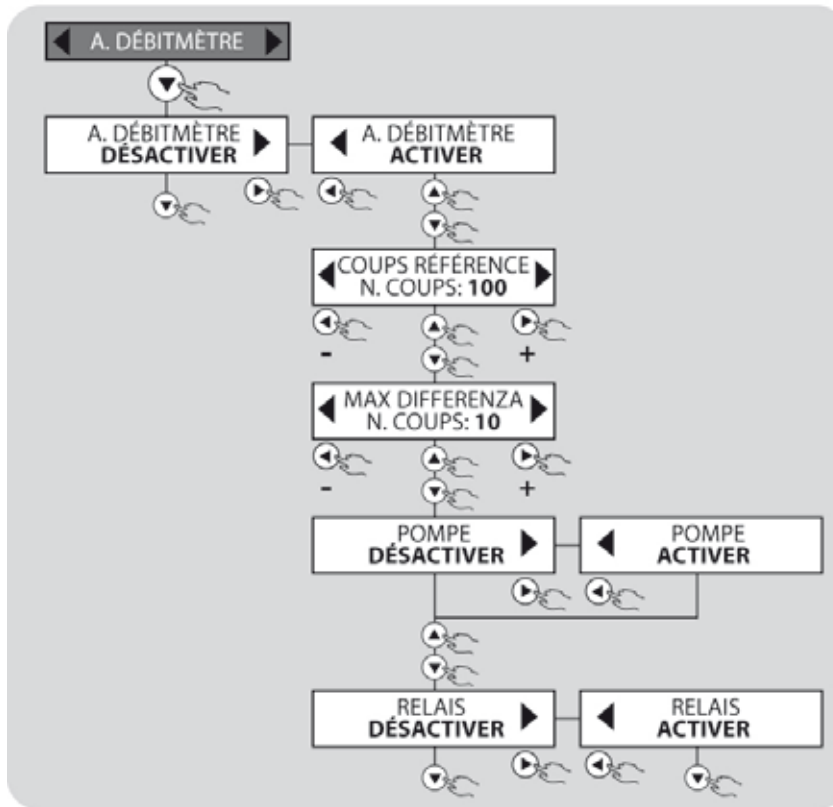 A. DÉBITMÈTRE
A. DÉBITMÈTRE
DÉSACTIVER
A. DÉBITMÈTRE
ACTIVER
COUPS RÉFÉRENCE
N. COUPS: 100
-
+
MAX DIFFERENZA
N. COUPS: 10
-
+
POMPE
DÉSACTIVER
POMPE
ACTIVER
RELAIS
DÉSACTIVER
RELAIS
ACTIVER